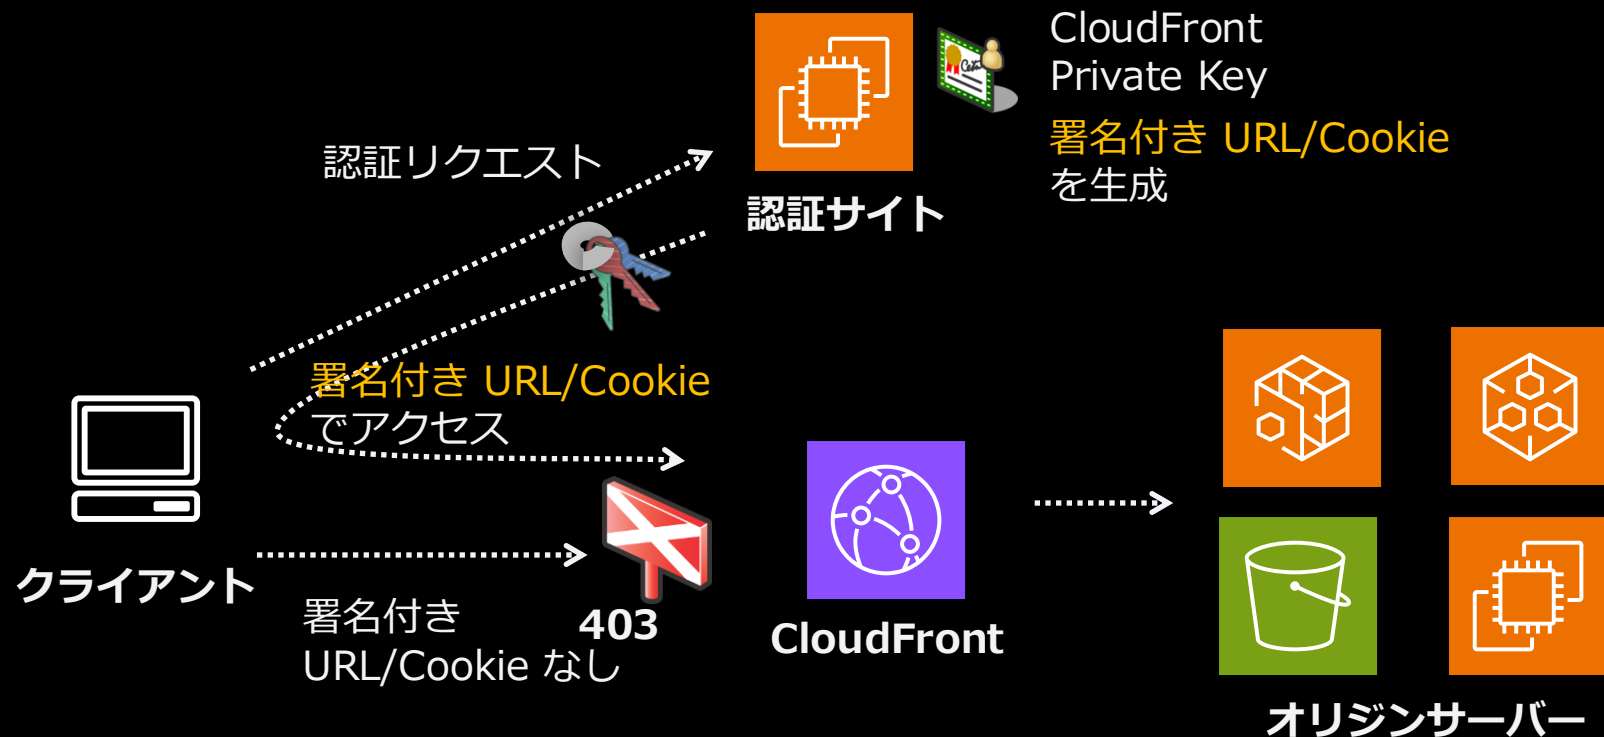 CloudFront
Private Key
署名付き URL/Cookie
を生成
認証リクエスト
認証サイト
署名付き URL/Cookie
でアクセス
クライアント
署名付き
URL/Cookie なし
403
CloudFront
オリジンサーバー